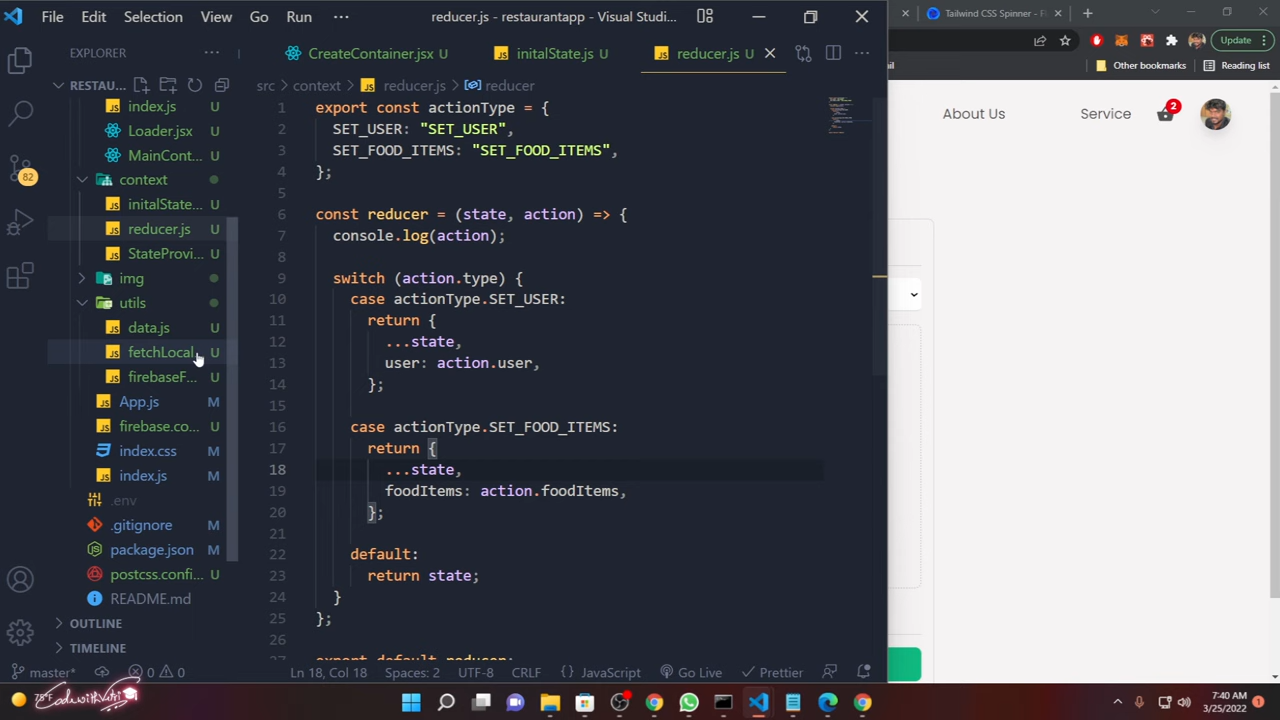 File Edit Selection View Go Run ··· reducer.js - restaurantapp - Visual Studi...
Tailwind CSS Spinner - Fl
Update
Other bookmarks Reading list
EXPLORER ···
CreateContainer.jsx U
initalState.js U
reducer.js U
RESTAU...
src > context > reducer.js > reducer
index.js U
Loader.jsx U
MainCont... U
context
initalState... U
reducer.js U
StateProvi... U
img
utils
data.js U
fetchLocal... U
firebaseF... U
App.js M
firebase.co... U
index.css M
index.js M
.env
.gitignore M
package.json M
postcss.confi... U
README.md
OUTLINE
TIMELINE
82
1 export const actionType = {
2 SET_USER: "SET_USER",
3 SET_FOOD_ITEMS: "SET_FOOD_ITEMS",
4 };
5
6 const reducer = (state, action) => {
7 console.log(action);
8
9 switch (action.type) {
10 case actionType.SET_USER:
11 return {
12 ...state,
13 user: action.user,
14 };
15
16 case actionType.SET_FOOD_ITEMS:
17 return {
18 ...state,
19 foodItems: action.foodItems,
20 };
21
22 default:
23 return state;
24 }
25 };
26
27 export default reducer;
About Us Service 2
master* 0 0 Ln 18, Col 18 Spaces: 2 UTF-8 CRLF {} JavaScript Go Live Prettier
78°F
CodewithVetri
7:40 AM
3/25/2022
1